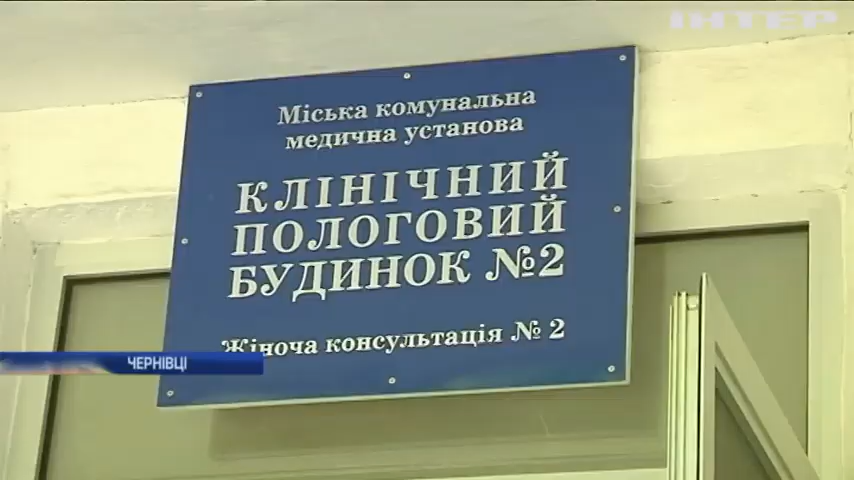 ІНТЕР
Міська комунальна
медична установа
КЛІНІЧНИЙ
ПОЛОГОВИЙ
БУДИНОК №2
Жіноча консультація № 2
ЧЕРНІВЦІ